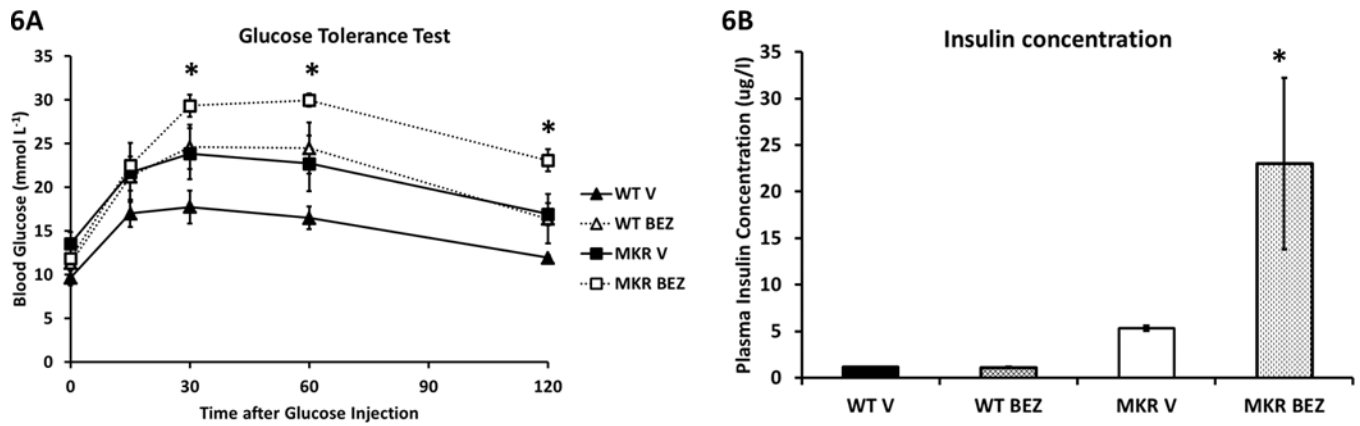 6A
Glucose Tolerance Test
Blood Glucose (mmol L-1)
35
30
25
20
15
10
5
0
* * *
0 30 60 90 120
Time after Glucose Injection
WT V
WT BEZ
MKR V
MKR BEZ
6B
Insulin concentration
Plasma Insulin Concentration (ug/l)
35
30
25
20
15
10
5
0
*
WT V WT BEZ MKR V MKR BEZ